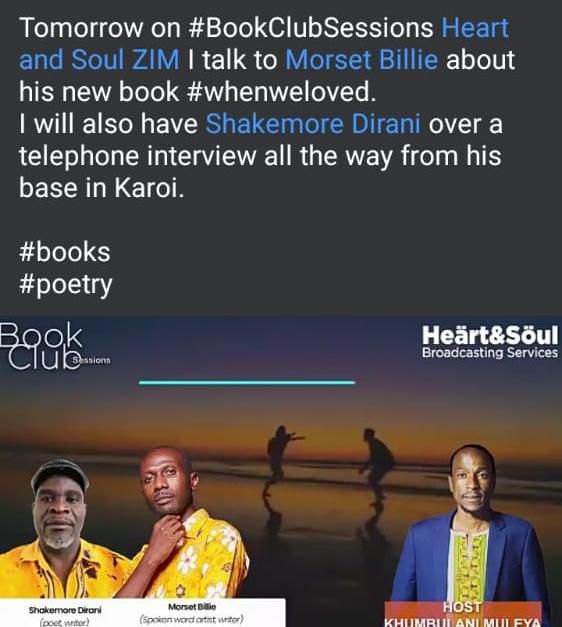 Tomorrow on #BookClubSessions Heart
and Soul ZIM I talk to Morset Billie about
his new book #whenweloved.
I will also have Shakemore Dirani over a
telephone interview all the way from his
base in Karoi.
#books
#poetry
Book
Club Sessions
Heärt&Söul
Broadcasting Services
Shakemore Dirani
(poet, writer)
Morset Billie
(Spoken word artist, writer)
HOST
KHUMBULANI MULEYA